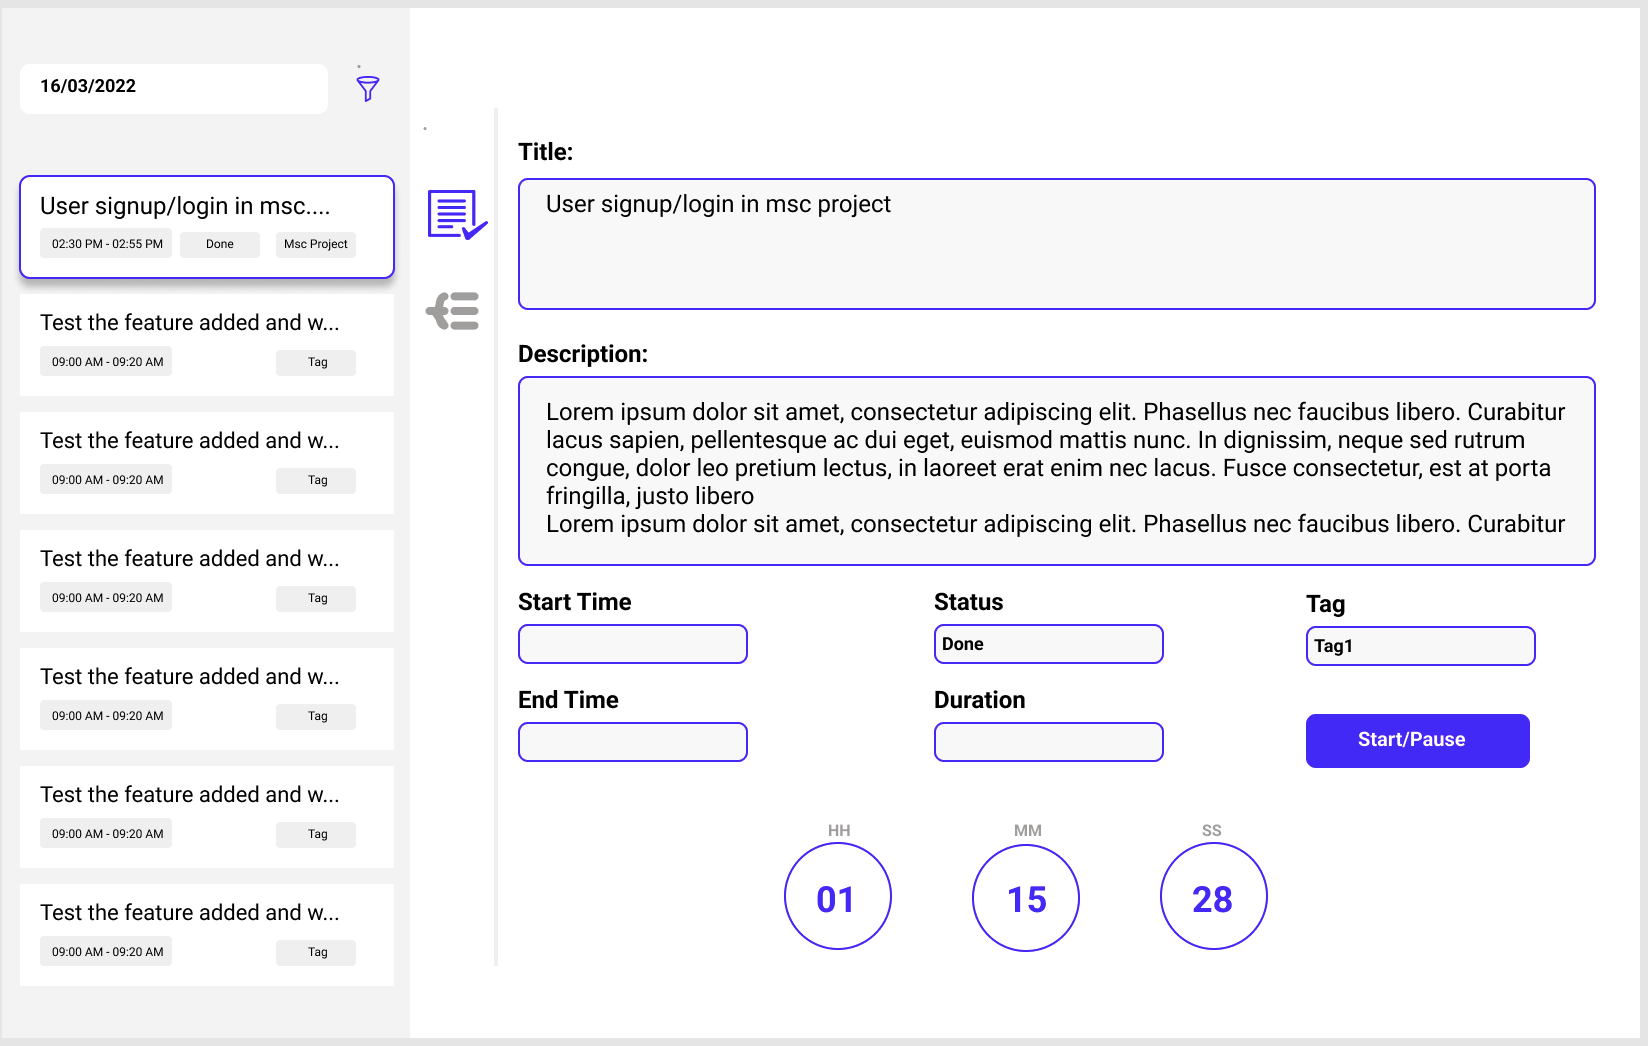 16/03/2022
User signup/login in msc....
02:30 PM - 02:55 PM
Done
Msc Project
Test the feature added and w...
09:00 AM - 09:20 AM
Tag
Test the feature added and w...
09:00 AM - 09:20 AM
Tag
Test the feature added and w...
09:00 AM - 09:20 AM
Tag
Test the feature added and w...
09:00 AM - 09:20 AM
Tag
Test the feature added and w...
09:00 AM - 09:20 AM
Tag
Test the feature added and w...
09:00 AM - 09:20 AM
Tag
Title:
User signup/login in msc project
Description:
Lorem ipsum dolor sit amet, consectetur adipiscing elit. Phasellus nec faucibus libero. Curabitur
lacus sapien, pellentesque ac dui eget, euismod mattis nunc. In dignissim, neque sed rutrum
congue, dolor leo pretium lectus, in laoreet erat enim nec lacus. Fusce consectetur, est at porta
fringilla, justo libero
Lorem ipsum dolor sit amet, consectetur adipiscing elit. Phasellus nec faucibus libero. Curabitur
Start Time
Status
Done
Tag
Tag1
End Time
Duration
Start/Pause
HH
MM
SS
01
15
28